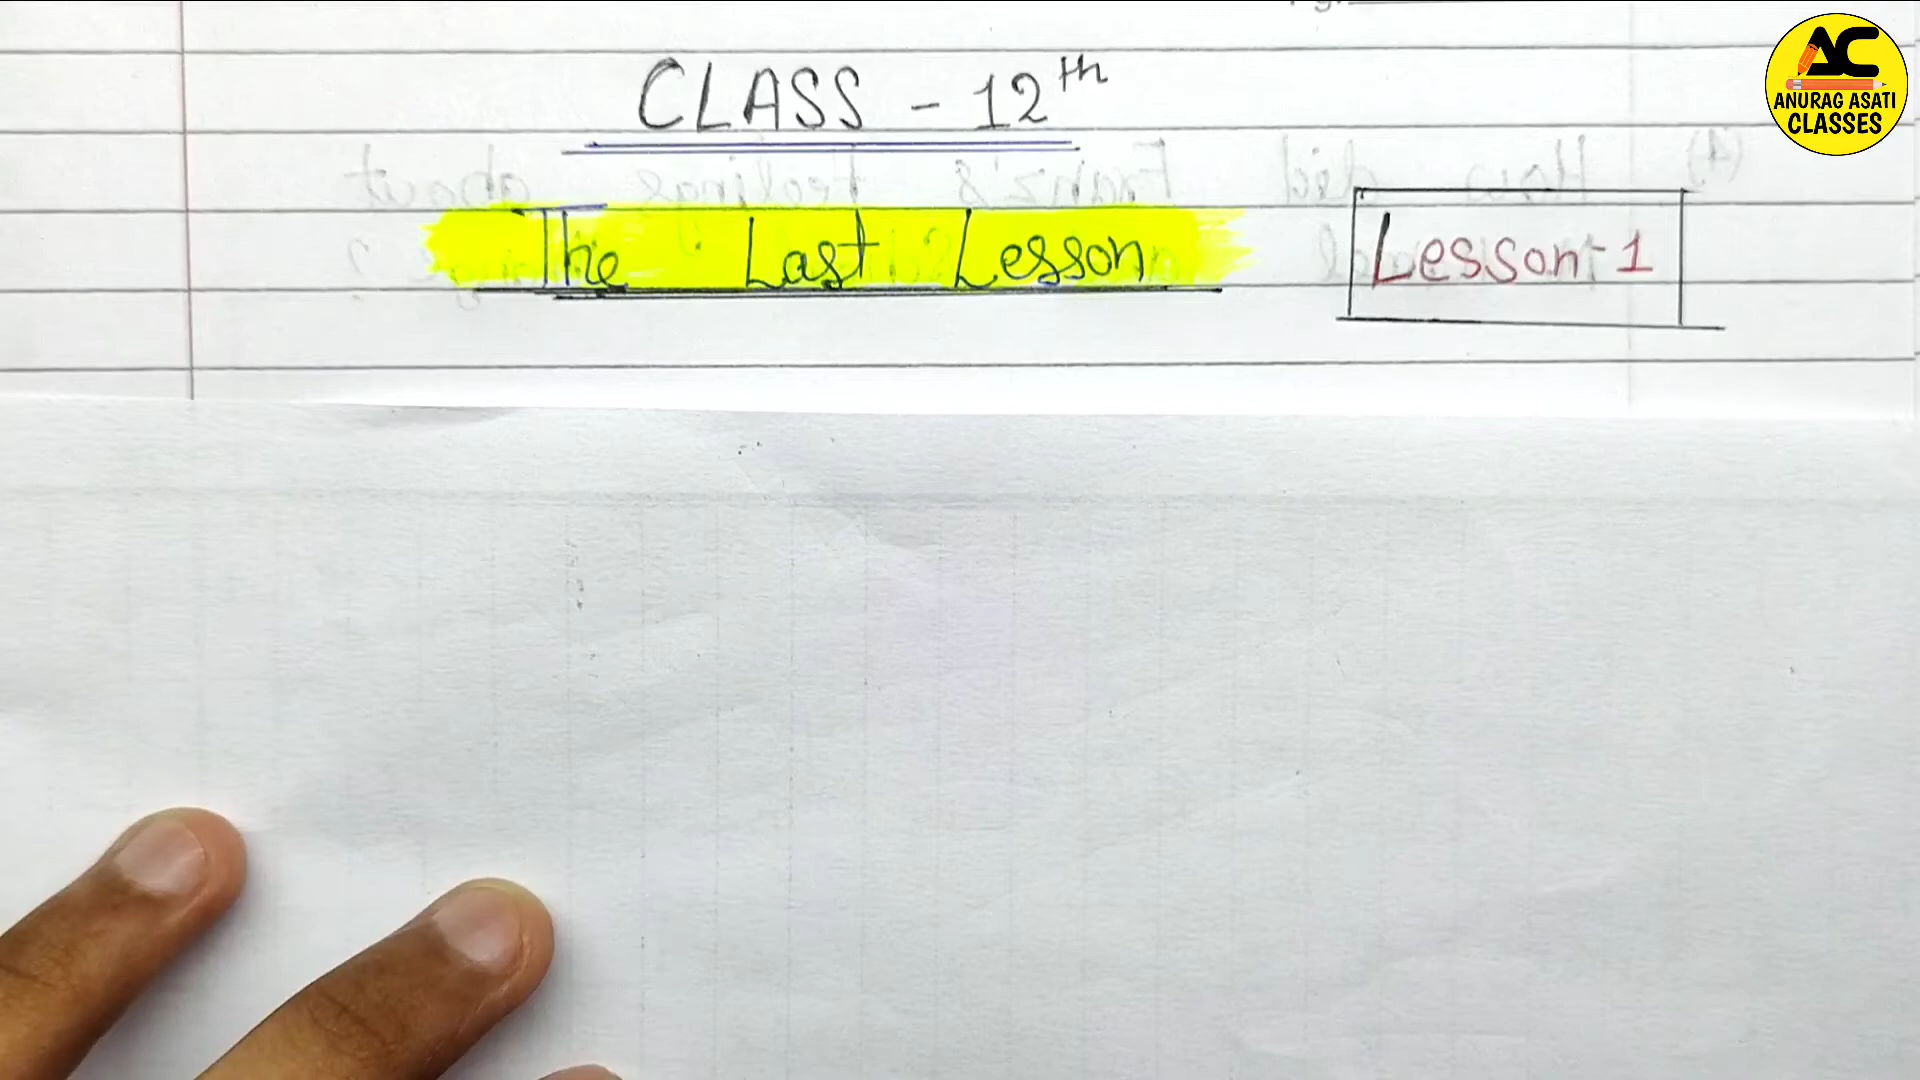 CLASS - 12th
The Last Lesson
Lesson-1
ANURAG ASATI
CLASSES